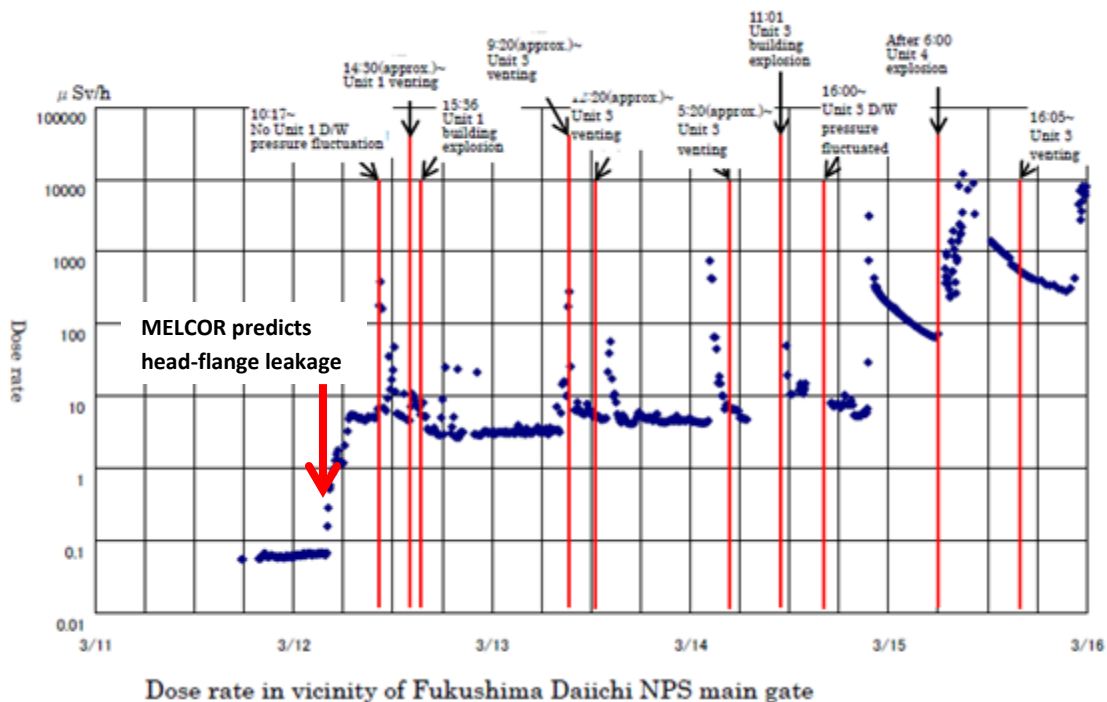 11:01
Unit 3
building
explosion
9:20(approx.)~
Unit 3
venting
After 6:00
Unit 4
explosion
14:30(approx.)~
Unit 1 venting
μ Sv/h
10:17~
No Unit 1 D/W
pressure fluctuation
15:36
Unit 1
building
explosion
12:20(approx.)~
Unit 3
venting
5:20(approx.)~
Unit 3
venting
16:00~
Unit 3 D/W
pressure
fluctuated
16:05~
Unit 3
venting
100000
10000
1000
100
10
1
0.1
0.01
Dose rate
MELCOR predicts
head-flange leakage
3/11
3/12
3/13
3/14
3/15
3/16
Dose rate in vicinity of Fukushima Daiichi NPS main gate